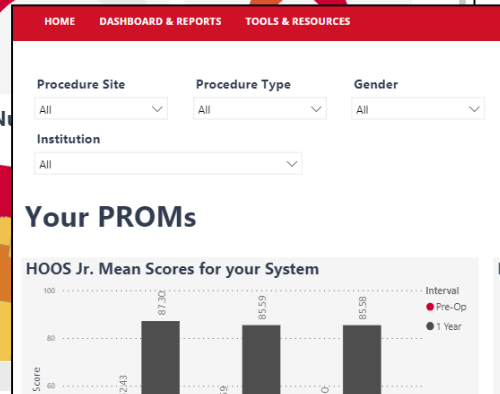 HOME DASHBOARD & REPORTS TOOLS & RESOURCES
Procedure Site Procedure Type Gender
All All All
Institution
All
Your PROMs
HOOS Jr. Mean Scores for your System
100 87.30 85.59 85.58 Interval
Pre-Op
1 Year
80
60
Score